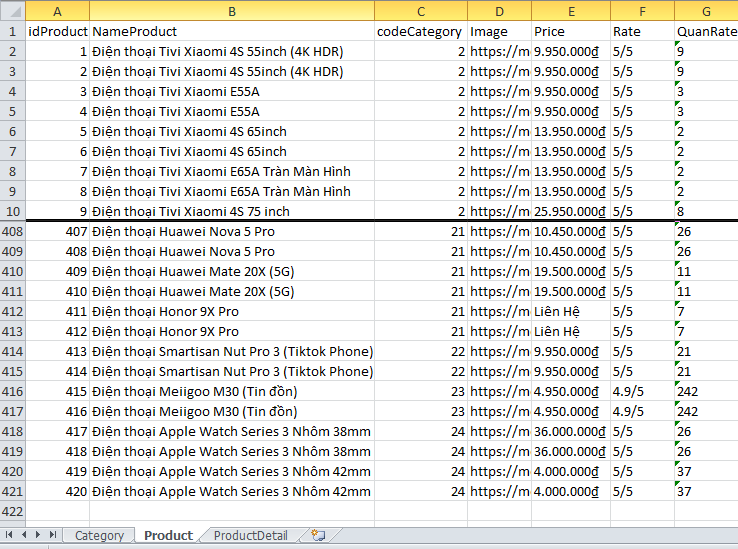 A B C D E F G
1 idProduct NameProduct codeCategory Image Price Rate QuanRate
2 1 Điện thoại Tivi Xiaomi 4S 55inch (4K HDR) 2 https://m 9.950.000₫ 5/5 9
3 2 Điện thoại Tivi Xiaomi 4S 55inch (4K HDR) 2 https://m 9.950.000₫ 5/5 9
4 3 Điện thoại Tivi Xiaomi E55A 2 https://m 9.950.000₫ 5/5 3
5 4 Điện thoại Tivi Xiaomi E55A 2 https://m 9.950.000₫ 5/5 3
6 5 Điện thoại Tivi Xiaomi 4S 65inch 2 https://m 13.950.000₫ 5/5 2
7 6 Điện thoại Tivi Xiaomi 4S 65inch 2 https://m 13.950.000₫ 5/5 2
8 7 Điện thoại Tivi Xiaomi E65A Tràn Màn Hình 2 https://m 13.950.000₫ 5/5 2
9 8 Điện thoại Tivi Xiaomi E65A Tràn Màn Hình 2 https://m 13.950.000₫ 5/5 2
10 9 Điện thoại Tivi Xiaomi 4S 75 inch 2 https://m 25.950.000₫ 5/5 8
408 407 Điện thoại Huawei Nova 5 Pro 21 https://m 10.450.000₫ 5/5 26
409 408 Điện thoại Huawei Nova 5 Pro 21 https://m 10.450.000₫ 5/5 26
410 409 Điện thoại Huawei Mate 20X (5G) 21 https://m 19.500.000₫ 5/5 11
411 410 Điện thoại Huawei Mate 20X (5G) 21 https://m 19.500.000₫ 5/5 11
412 411 Điện thoại Honor 9X Pro 21 https://m Liên Hệ 5/5 7
413 412 Điện thoại Honor 9X Pro 21 https://m Liên Hệ 5/5 7
414 413 Điện thoại Smartisan Nut Pro 3 (Tiktok Phone) 22 https://m 9.950.000₫ 5/5 21
415 414 Điện thoại Smartisan Nut Pro 3 (Tiktok Phone) 22 https://m 9.950.000₫ 5/5 21
416 415 Điện thoại Meiigoo M30 (Tin đồn) 23 https://m 4.950.000₫ 4.9/5 242
417 416 Điện thoại Meiigoo M30 (Tin đồn) 23 https://m 4.950.000₫ 4.9/5 242
418 417 Điện thoại Apple Watch Series 3 Nhôm 38mm 24 https://m 36.000.000₫ 5/5 26
419 418 Điện thoại Apple Watch Series 3 Nhôm 38mm 24 https://m 36.000.000₫ 5/5 26
420 419 Điện thoại Apple Watch Series 3 Nhôm 42mm 24 https://m 4.000.000₫ 5/5 37
421 420 Điện thoại Apple Watch Series 3 Nhôm 42mm 24 https://m 4.000.000₫ 5/5 37
422
Category Product ProductDetail